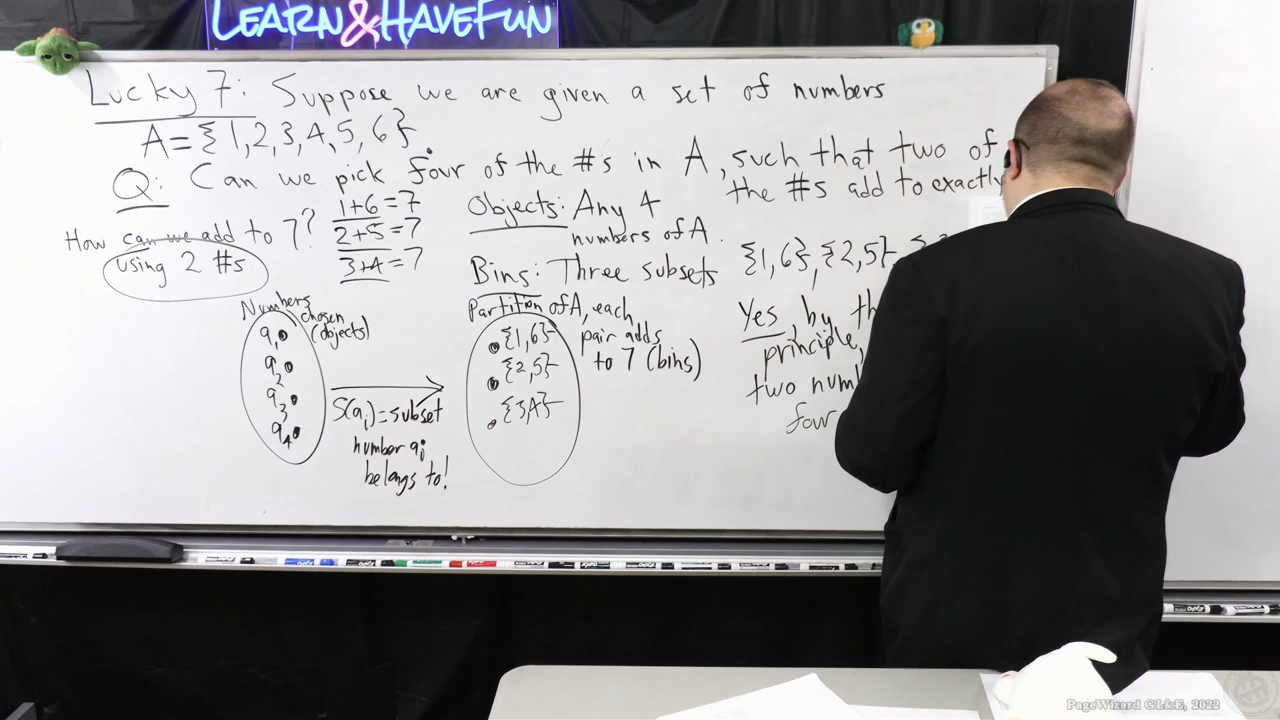 LEARN&HAVEFUN
Lucky 7: Suppose we are given a set of numbers
A={1,2,3,4,5,6}.
Q: Can we pick four of the #s in A, such that two of
the #s add to exactly
How can we add to 7?
using 2 #s.
1+6=7
2+5=7
3+4=7
Objects: Any 4
numbers of A.
Bins: Three subsets {1,6}, {2,5},
Numbers
chosen
(objects)
a1
a2
a3
a4
S(ai)=subset
number ai
belongs to!
Partition of A, each
pair adds
to 7 (bins)
{1,6}
{2,5}
{3,4}
Yes, by
principle,
two
four
PageWizard GL&E, 2022